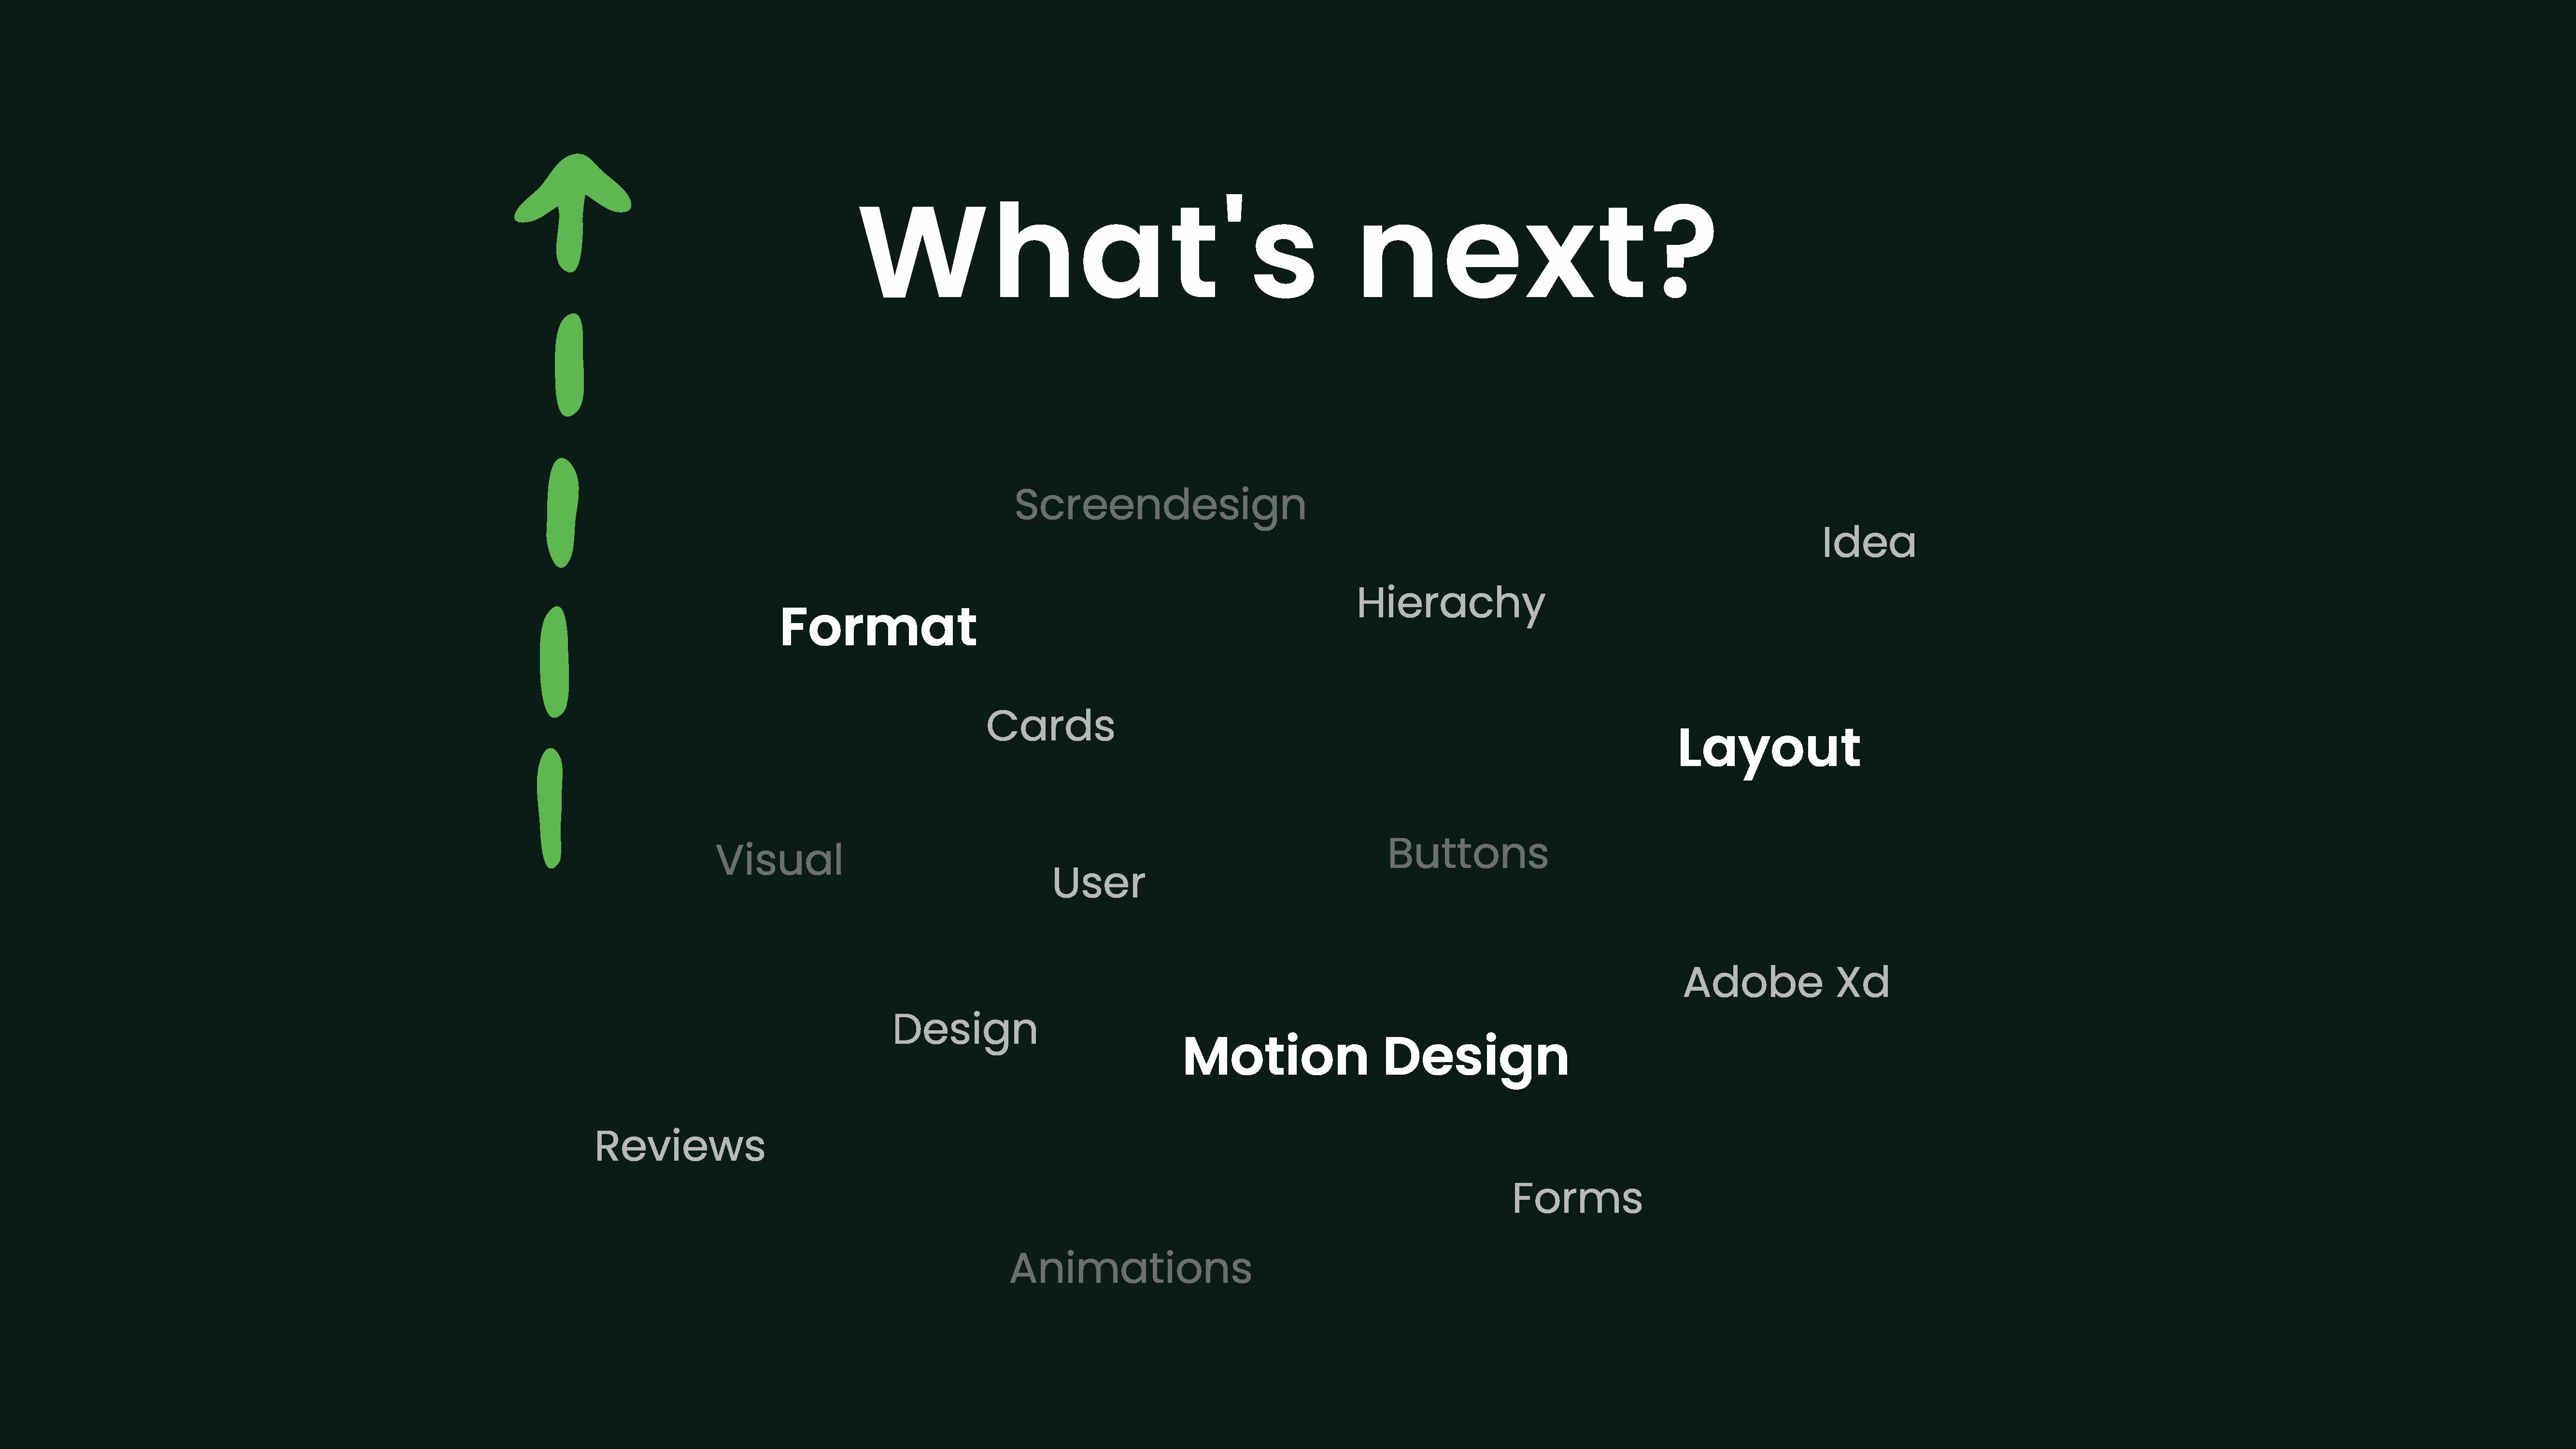 What's next?
Screendesign
Idea
Hierachy
Format
Cards
Layout
Visual
Buttons
User
Adobe Xd
Design
Motion Design
Reviews
Forms
Animations